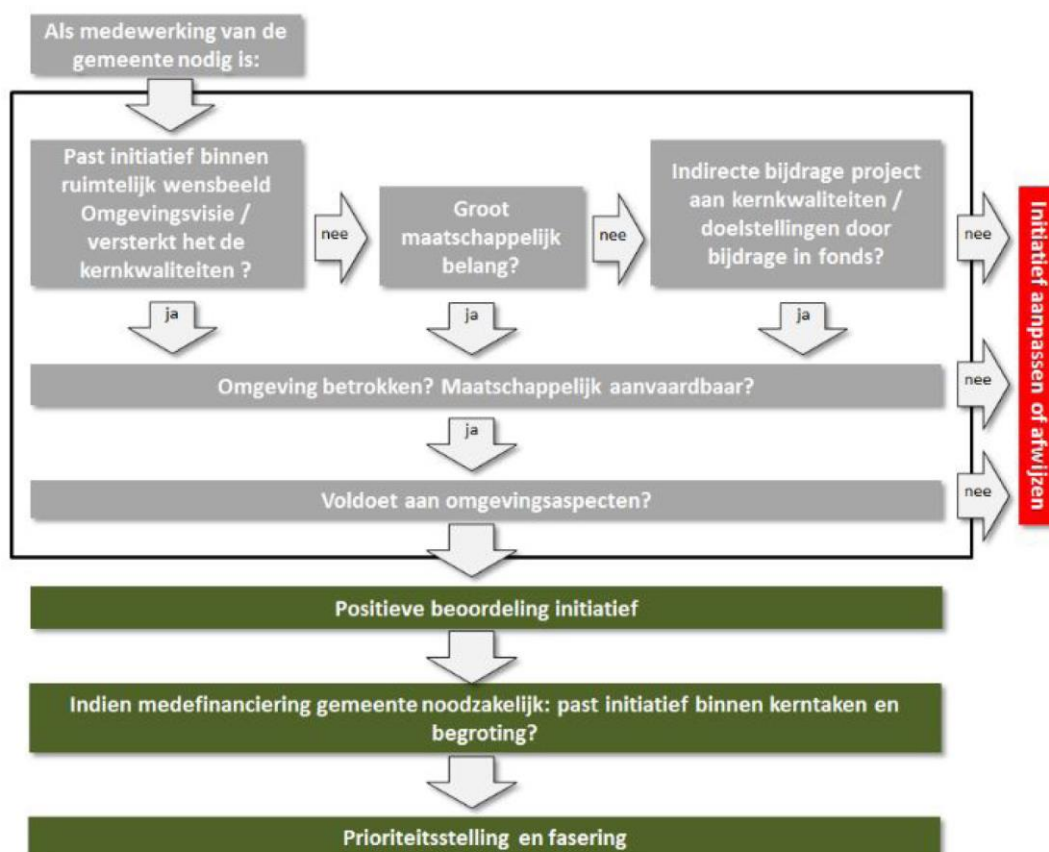 Als medewerking van de
gemeente nodig is:
Past initiatief binnen
ruimtelijk wensbeeld
Omgevingsvisie /
versterkt het de
kernkwaliteiten ?
nee
Groot
maatschappelijk
belang?
nee
Indirecte bijdrage project
aan kernkwaliteiten /
doelstellingen door
bijdrage in fonds?
nee
Initiatief aanpassen of afwijzen
ja
ja
ja
Omgeving betrokken? Maatschappelijk aanvaardbaar?
nee
ja
Voldoet aan omgevingsaspecten?
nee
Positieve beoordeling initiatief
Indien medefinanciering gemeente noodzakelijk: past initiatief binnen kerntaken en
begroting?
Prioriteitsstelling en fasering